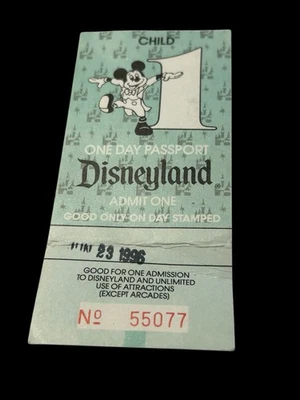 CHILD
1
ONE DAY PASSPORT
Disneyland
ADMIT ONE
GOOD ONLY ON DAY STAMPED
23 1996
GOOD FOR ONE ADMISSION
TO DISNEYLAND AND UNLIMITED
USE OF ATTRACTIONS
(EXCEPT ARCADES)
Nº 55077